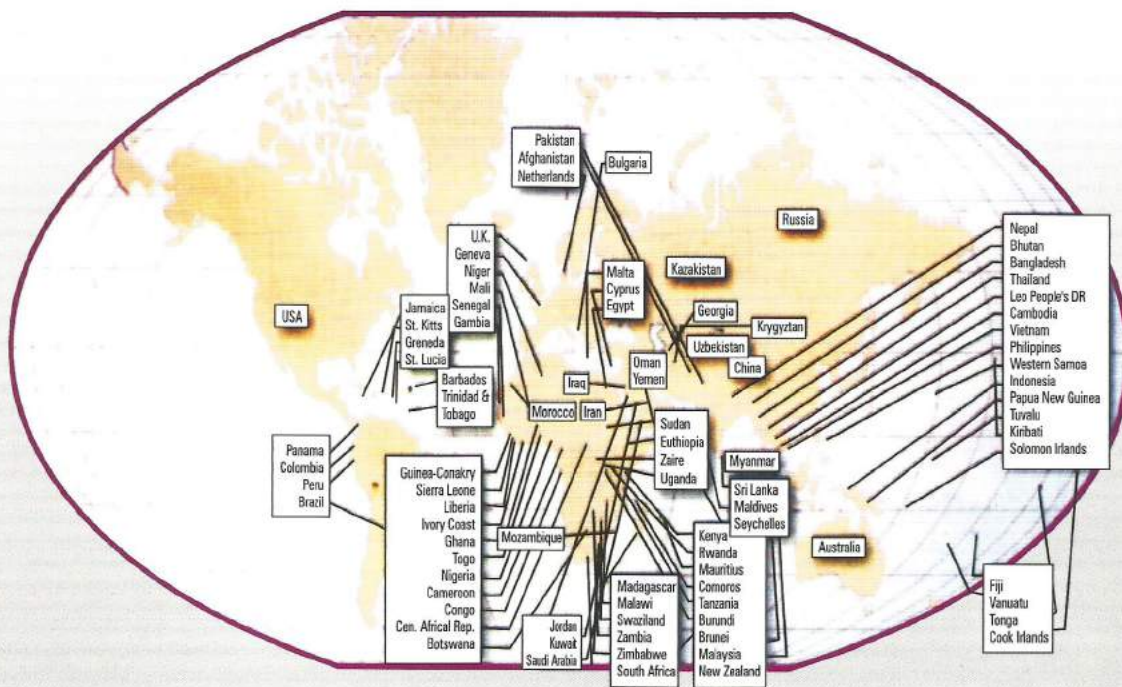 Pakistan
Afghanistan
Netherlands
Bulgaria
Russia
U.K.
Geneva
Niger
Mali
Senegal
Gambia
Malta
Cyprus
Egypt
Kazakistan
USA
Jamaica
St. Kitts
Greneda
St. Lucia
Georgia
Krygyztan
Uzbekistan
China
Oman
Yemen
Barbados
Trinidad &
Tobago
Iraq
Morocco
Iran
Nepal
Bhutan
Bangladesh
Thailand
Leo People's DR
Cambodia
Vietnam
Philippines
Western Samoa
Indonesia
Papua New Guinea
Tuvalu
Kiribati
Solomon Irlands
Sudan
Euthiopia
Zaire
Uganda
Panama
Colombia
Peru
Brazil
Myanmar
Sri Lanka
Maldives
Seychelles
Guinea-Conakry
Sierra Leone
Liberia
Ivory Coast
Ghana
Togo
Nigeria
Cameroon
Congo
Cen. Africal Rep.
Botswana
Mozambique
Australia
Kenya
Rwanda
Mauritius
Comoros
Tanzania
Burundi
Brunei
Malaysia
New Zealand
Madagascar
Malawi
Swaziland
Zambia
Zimbabwe
South Africa
Jordan
Kuwat
Saudi Arabia
Fiji
Vanuatu
Tonga
Cook Irlands